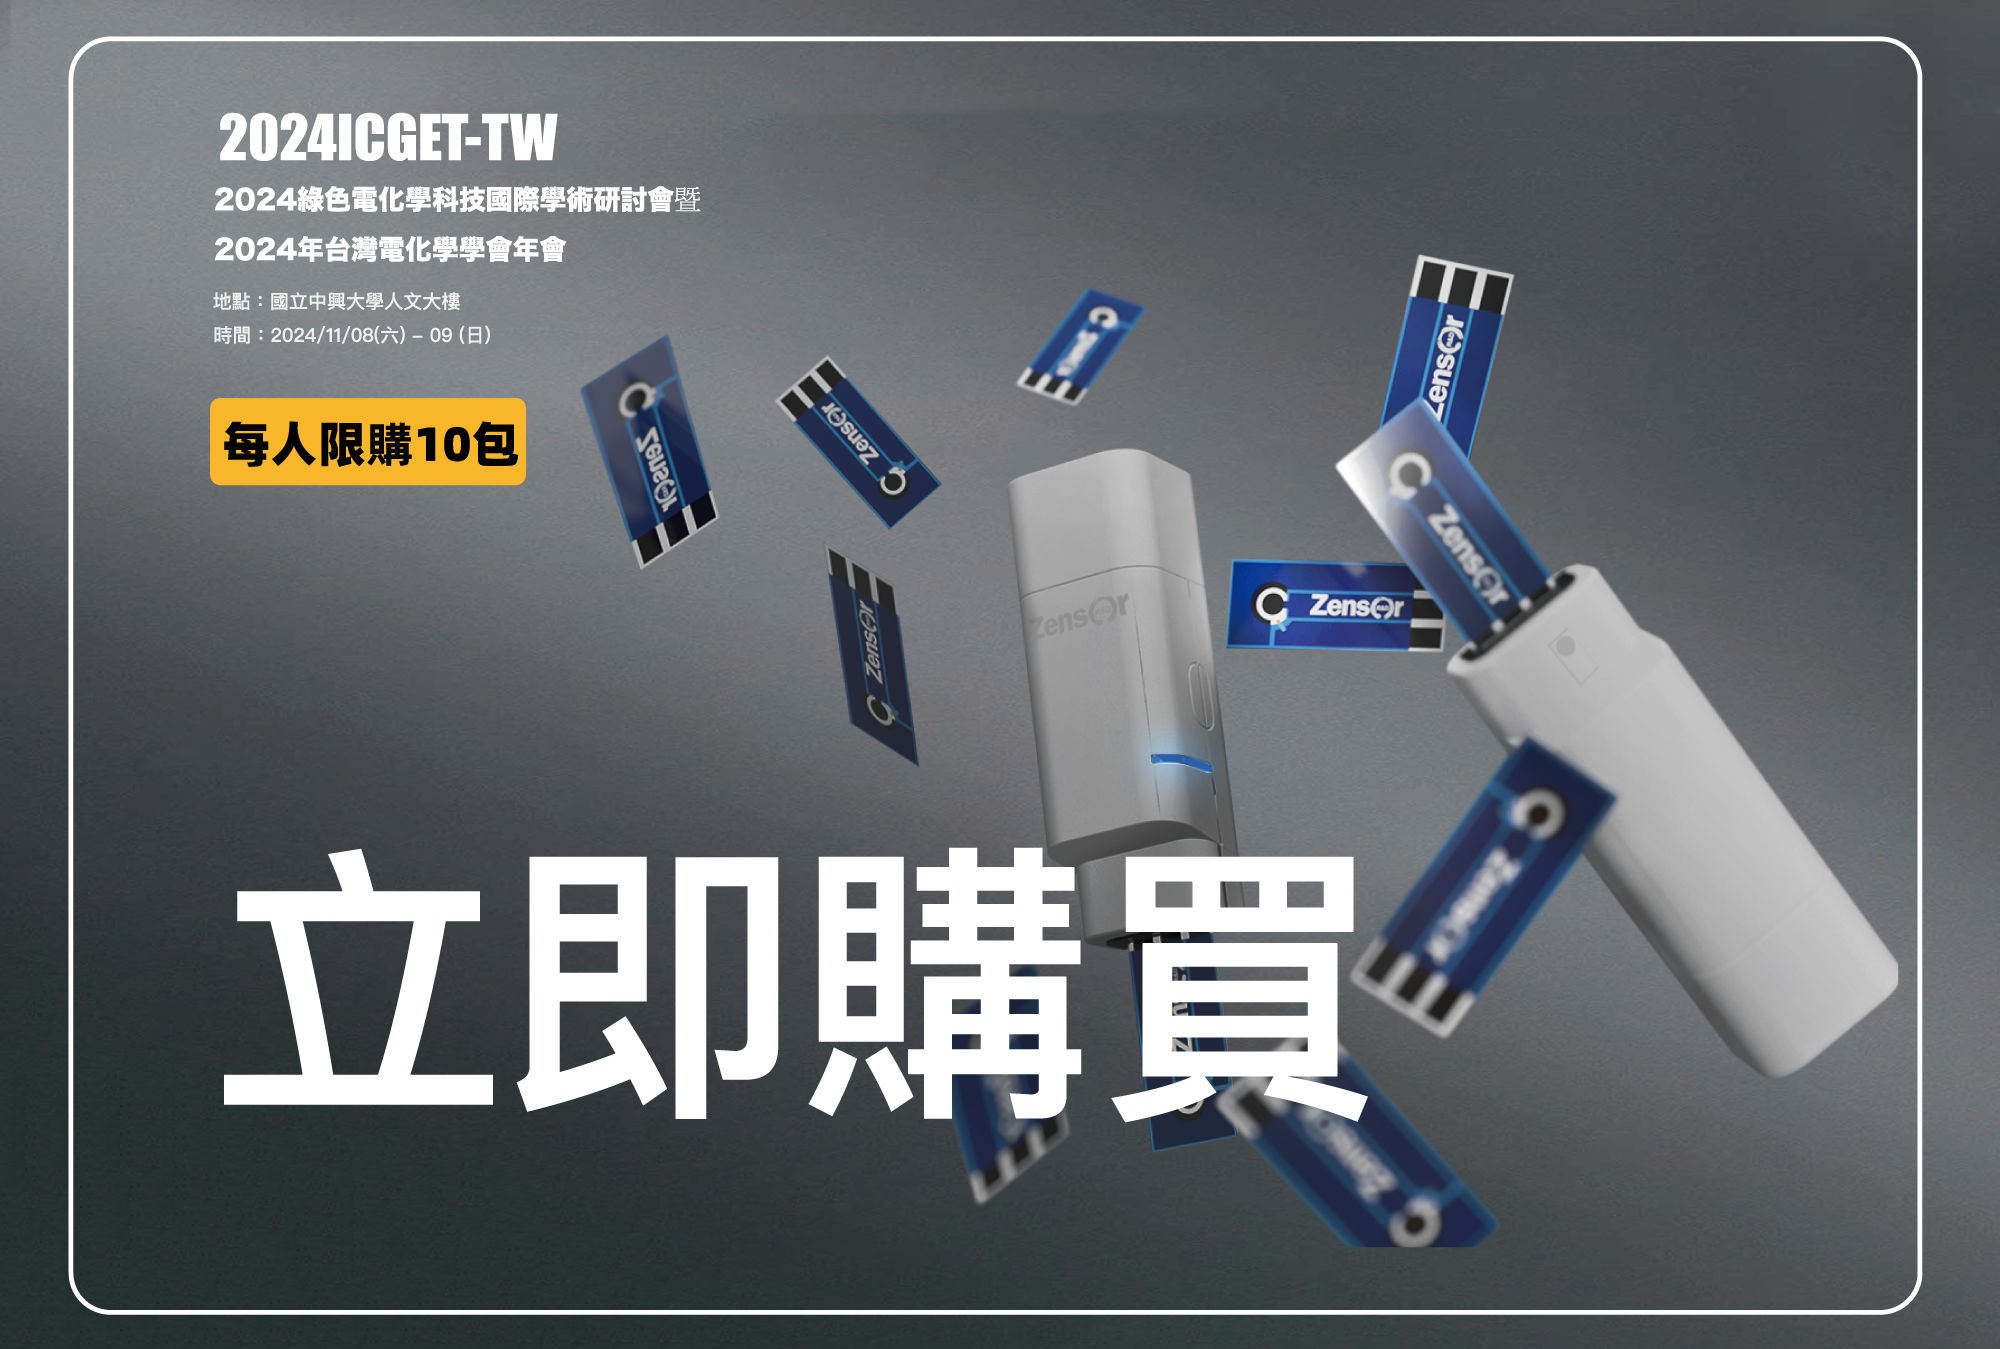 2024ICGET-TW
2024綠色電化學科技國際學術研討會暨
2024年台灣電化學學會年會
地點：國立中興大學人文大樓
時間：2024/11/08(六) – 09 (日)
每人限購10包
Zensor
Zensor
Zensor
Zensor
Zensor
Zensor
Zensor
R&D
立即購買